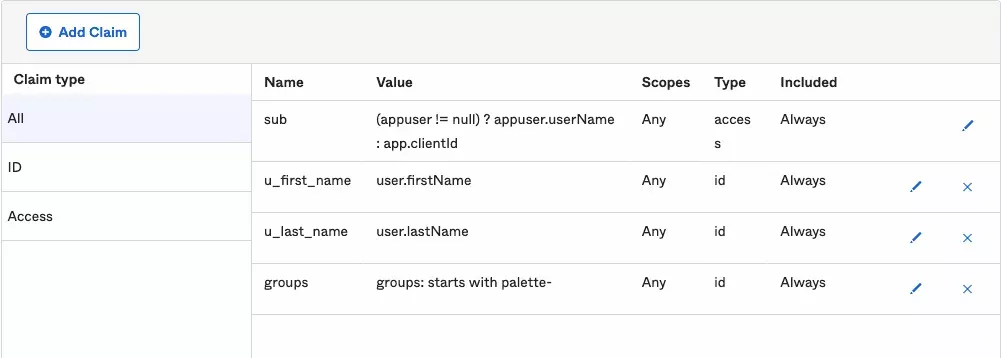 Add Claim
Claim type
All
ID
Access
Name Value Scopes Type Included
sub (appuser != null) ? appuser.userName Any acces Always
: app.clientId s
u_first_name user.firstName Any id Always
u_last_name user.lastName Any id Always
groups groups: starts with palette- Any id Always